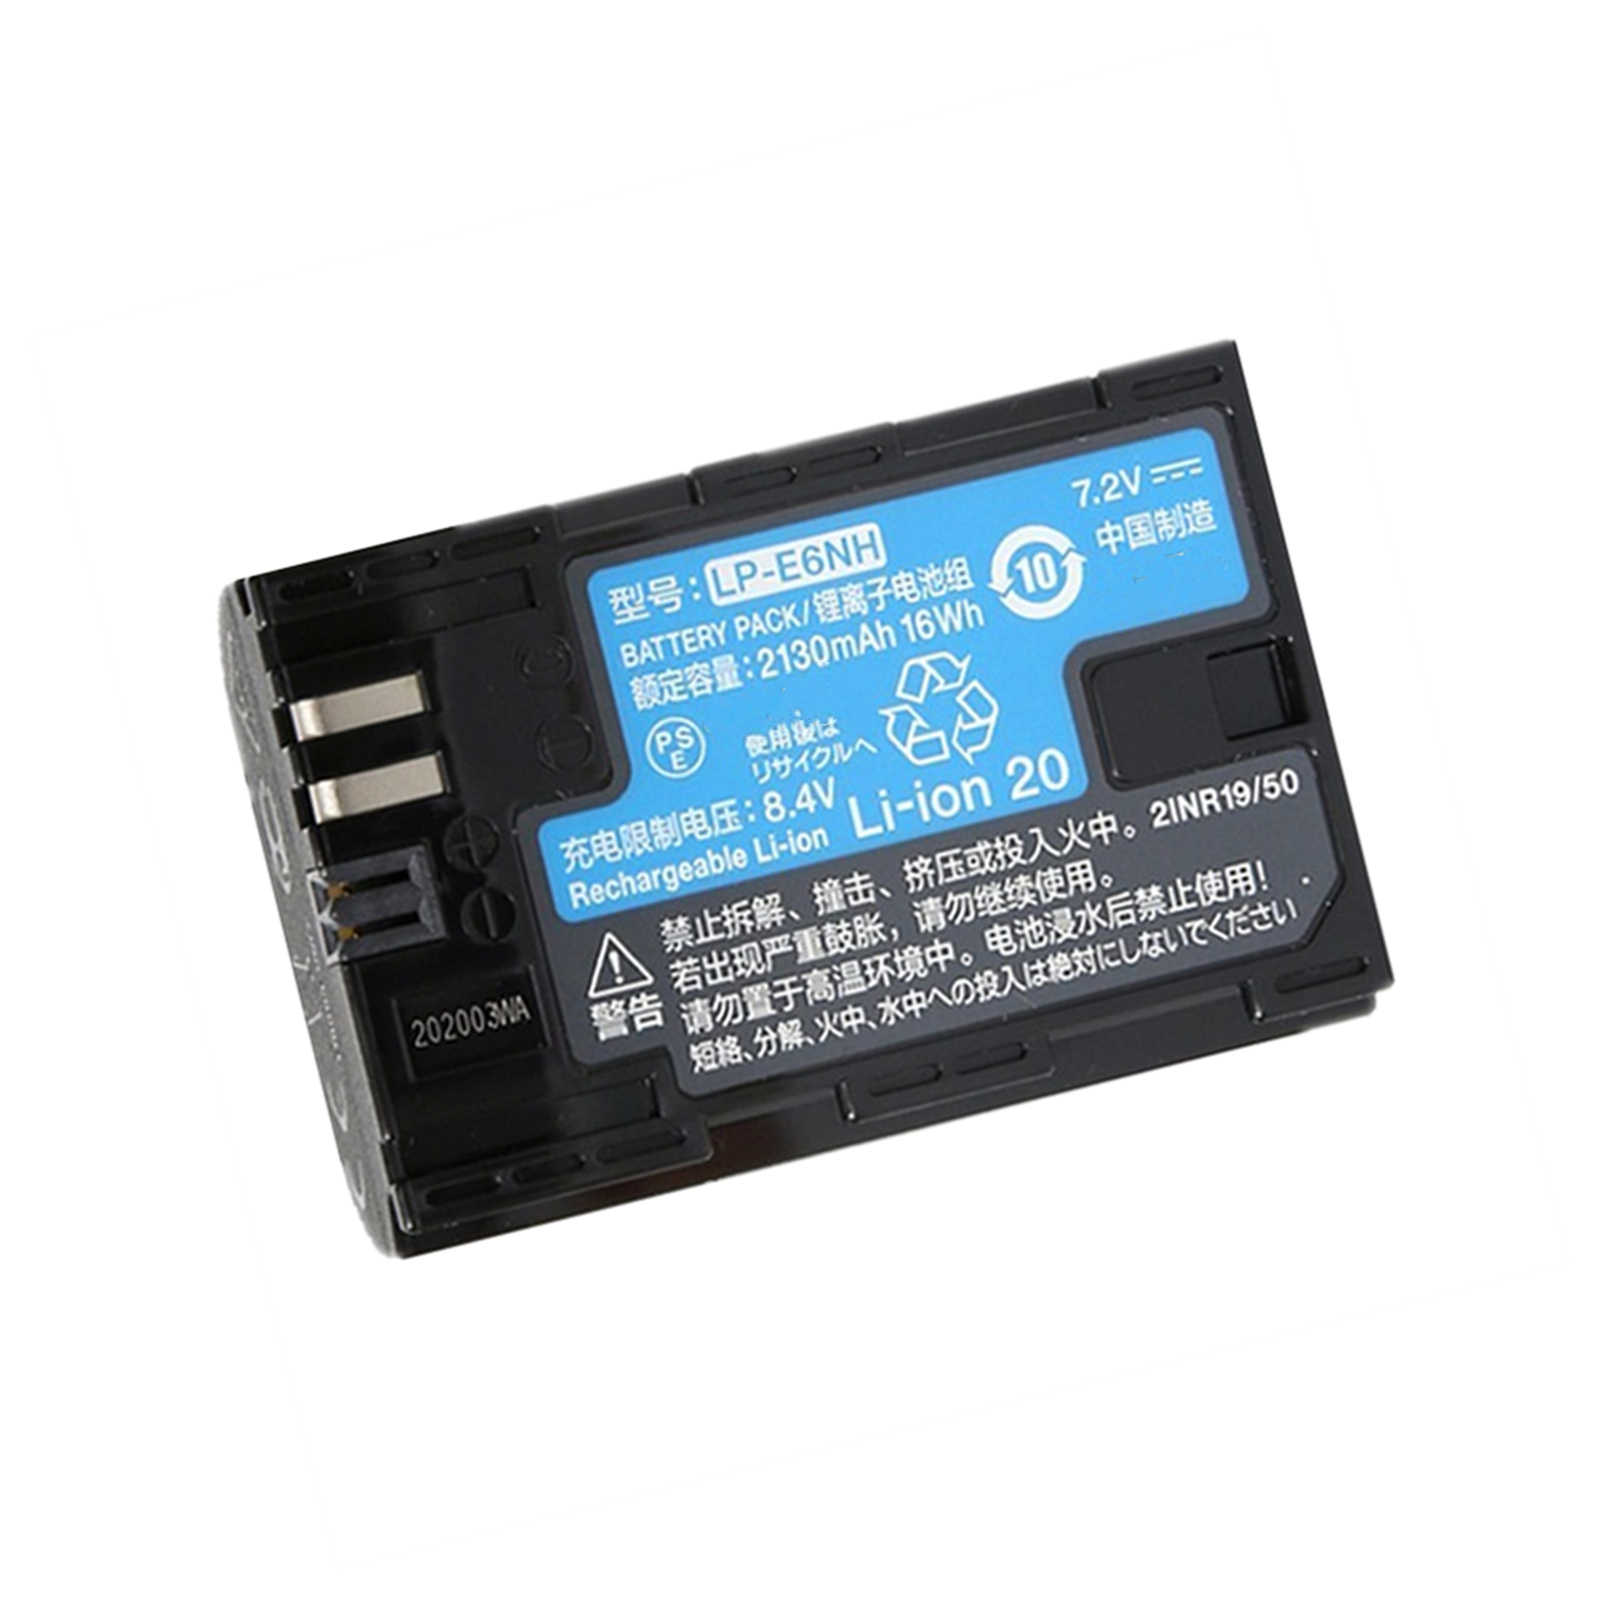 7.2V
中国制造
型号：LP-E6NH
BATTERY PACK/锂离子电池组
额定容量：2130mAh 16Wh
10
PSE
使用後は
リサイクルへ
充电限制电压：8.4V
Rechargeable Li-ion
Li-ion 20
2INR19/50
警告
禁止拆解、撞击、挤压或投入火中。
若出现严重鼓胀，请勿继续使用。
请勿置于高温环境中。电池浸水后禁止使用！
短絡、分解、火中、水中への投入は絶対にしないでください
202003WA